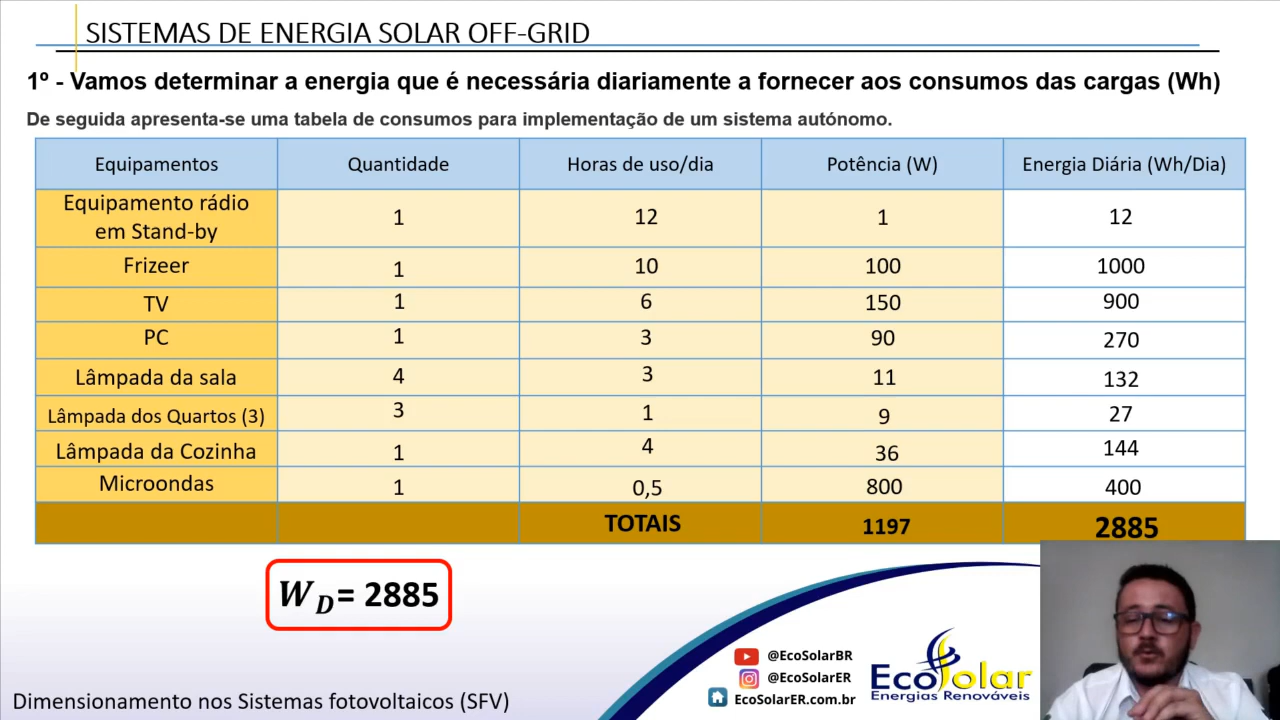 SISTEMAS DE ENERGIA SOLAR OFF-GRID
1º - Vamos determinar a energia que é necessária diariamente a fornecer aos consumos das cargas (Wh)
De seguida apresenta-se uma tabela de consumos para implementação de um sistema autónomo.
Equipamentos Quantidade Horas de uso/dia Potência (W) Energia Diária (Wh/Dia)
Equipamento rádio
em Stand-by 1 12 1 12
Frizeer 1 10 100 1000
TV 1 6 150 900
PC 1 3 90 270
Lâmpada da sala 4 3 11 132
Lâmpada dos Quartos (3) 3 1 9 27
Lâmpada da Cozinha 1 4 36 144
Microondas 1 0,5 800 400
TOTAIS 1197 2885
W D = 2885
@EcoSolarBR
@EcoSolarER
EcoSolarER.com.br
EcoSolar
Energias Renováveis
Dimensionamento nos Sistemas fotovoltaicos (SFV)